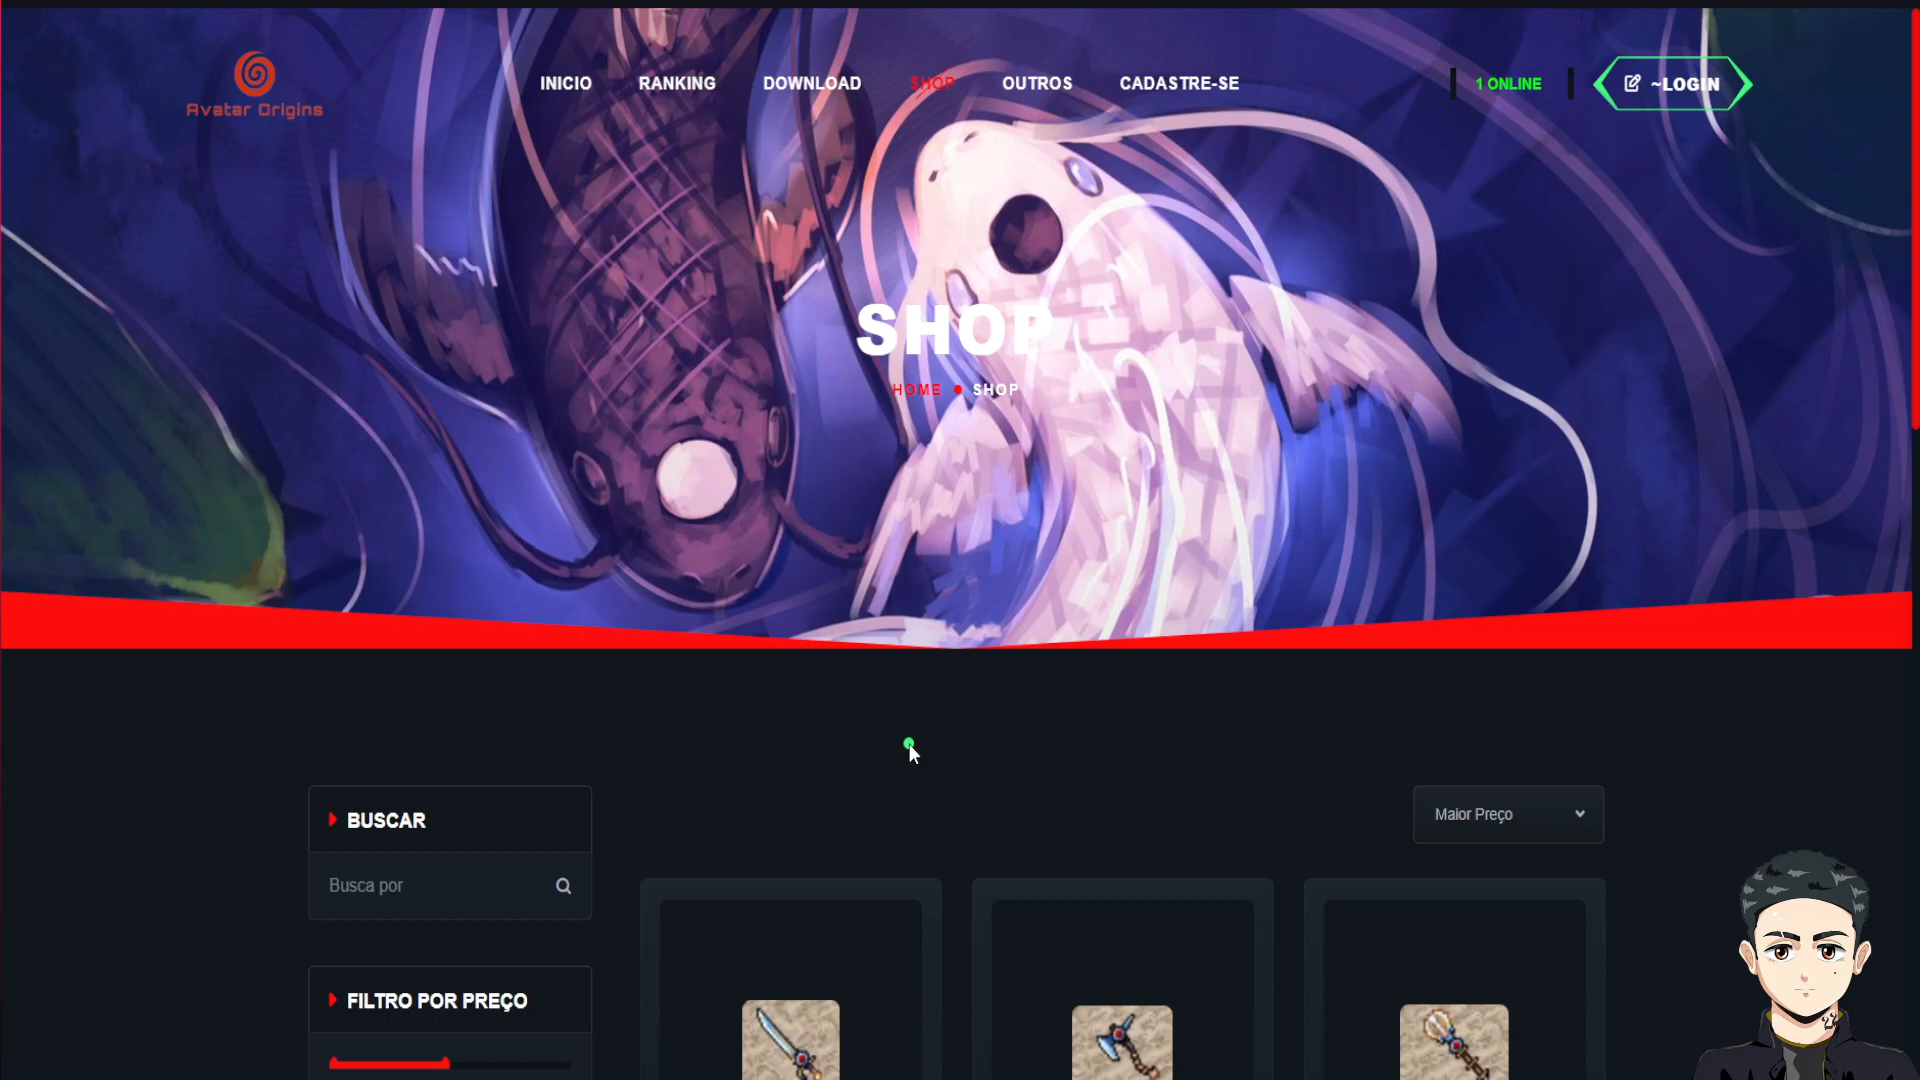 Avatar Origins
INICIO
RANKING
DOWNLOAD
SHOP
OUTROS
CADASTRE-SE
1 ONLINE
~LOGIN
SHOP
HOME
SHOP
BUSCAR
Busca por
Maior Preço
FILTRO POR PREÇO